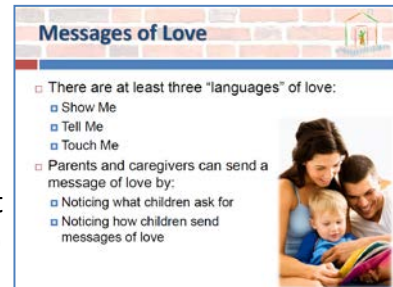 Messages of Love
There are at least three “languages” of love:
Show Me
Tell Me
Touch Me
Parents and caregivers can send a
message of love by:
Noticing what children ask for
t
Noticing how children send
messages of love